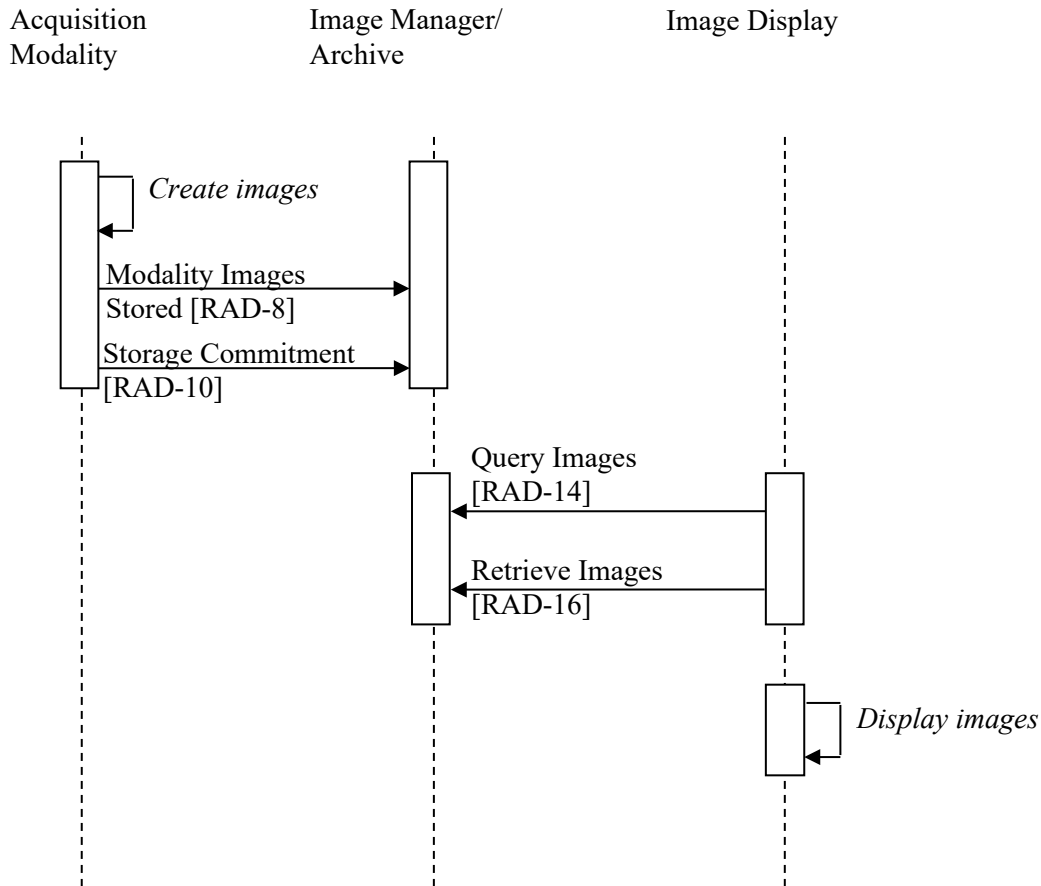 Acquisition
Modality
Image Manager/
Archive
Image Display
Create images
Modality Images
Stored [RAD-8]
Storage Commitment
[RAD-10]
Query Images
[RAD-14]
Retrieve Images
[RAD-16]
Display images